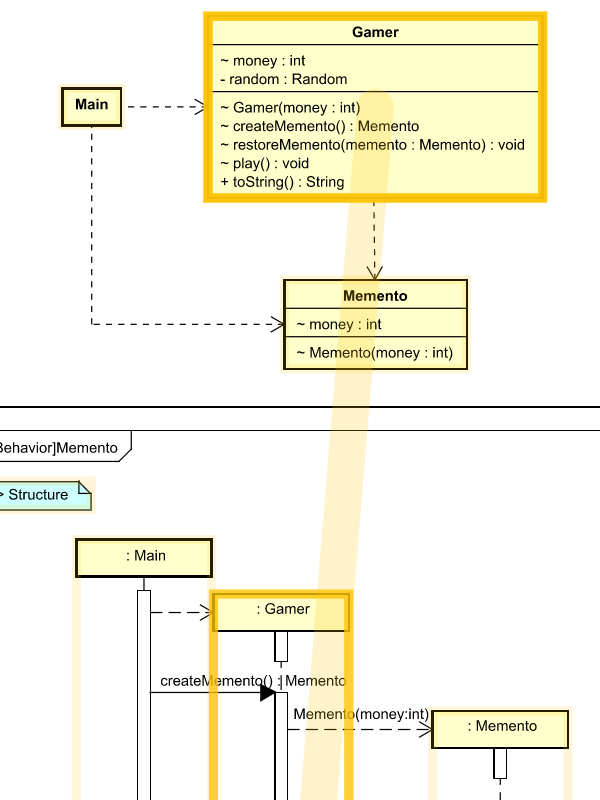 Gamer
~ money : int
- random : Random
Main
~ Gamer(money : int)
~ createMemento() : Memento
~ restoreMemento(memento : Memento) : void
~ play() : void
+ toString() : String
Memento
~ money : int
~ Memento(money : int)
Behavior]Memento
> Structure
: Main
: Gamer
createMemento() : Memento
Memento(money:int)
: Memento